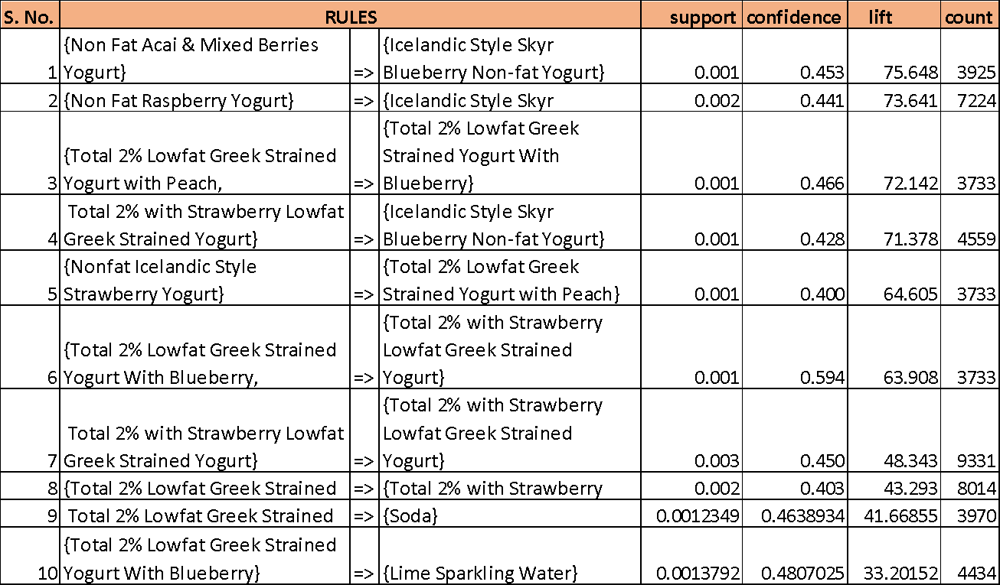 S. No. RULES support confidence lift count
{Non Fat Acai & Mixed Berries {Icelandic Style Skyr
1 Yogurt} => Blueberry Non-fat Yogurt} 0.001 0.453 75.648 3925
2 {Non Fat Raspberry Yogurt} => {Icelandic Style Skyr 0.002 0.441 73.641 7224
{Total 2% Lowfat Greek
{Total 2% Lowfat Greek Strained Strained Yogurt With
3 Yogurt with Peach, => Blueberry} 0.001 0.466 72.142 3733
Total 2% with Strawberry Lowfat {Icelandic Style Skyr
4 Greek Strained Yogurt} => Blueberry Non-fat Yogurt} 0.001 0.428 71.378 4559
{Nonfat Icelandic Style {Total 2% Lowfat Greek
5 Strawberry Yogurt} => Strained Yogurt with Peach} 0.001 0.400 64.605 3733
{Total 2% with Strawberry
{Total 2% Lowfat Greek Strained Lowfat Greek Strained
6 Yogurt With Blueberry, => Yogurt} 0.001 0.594 63.908 3733
{Total 2% with Strawberry
Total 2% with Strawberry Lowfat Lowfat Greek Strained
7 Greek Strained Yogurt} => Yogurt} 0.003 0.450 48.343 9331
8 {Total 2% Lowfat Greek Strained => {Total 2% with Strawberry 0.002 0.403 43.293 8014
9 Total 2% Lowfat Greek Strained => {Soda} 0.0012349 0.4638934 41.66855 3970
{Total 2% Lowfat Greek Strained
10 Yogurt With Blueberry} => {Lime Sparkling Water} 0.0013792 0.4807025 33.20152 4434